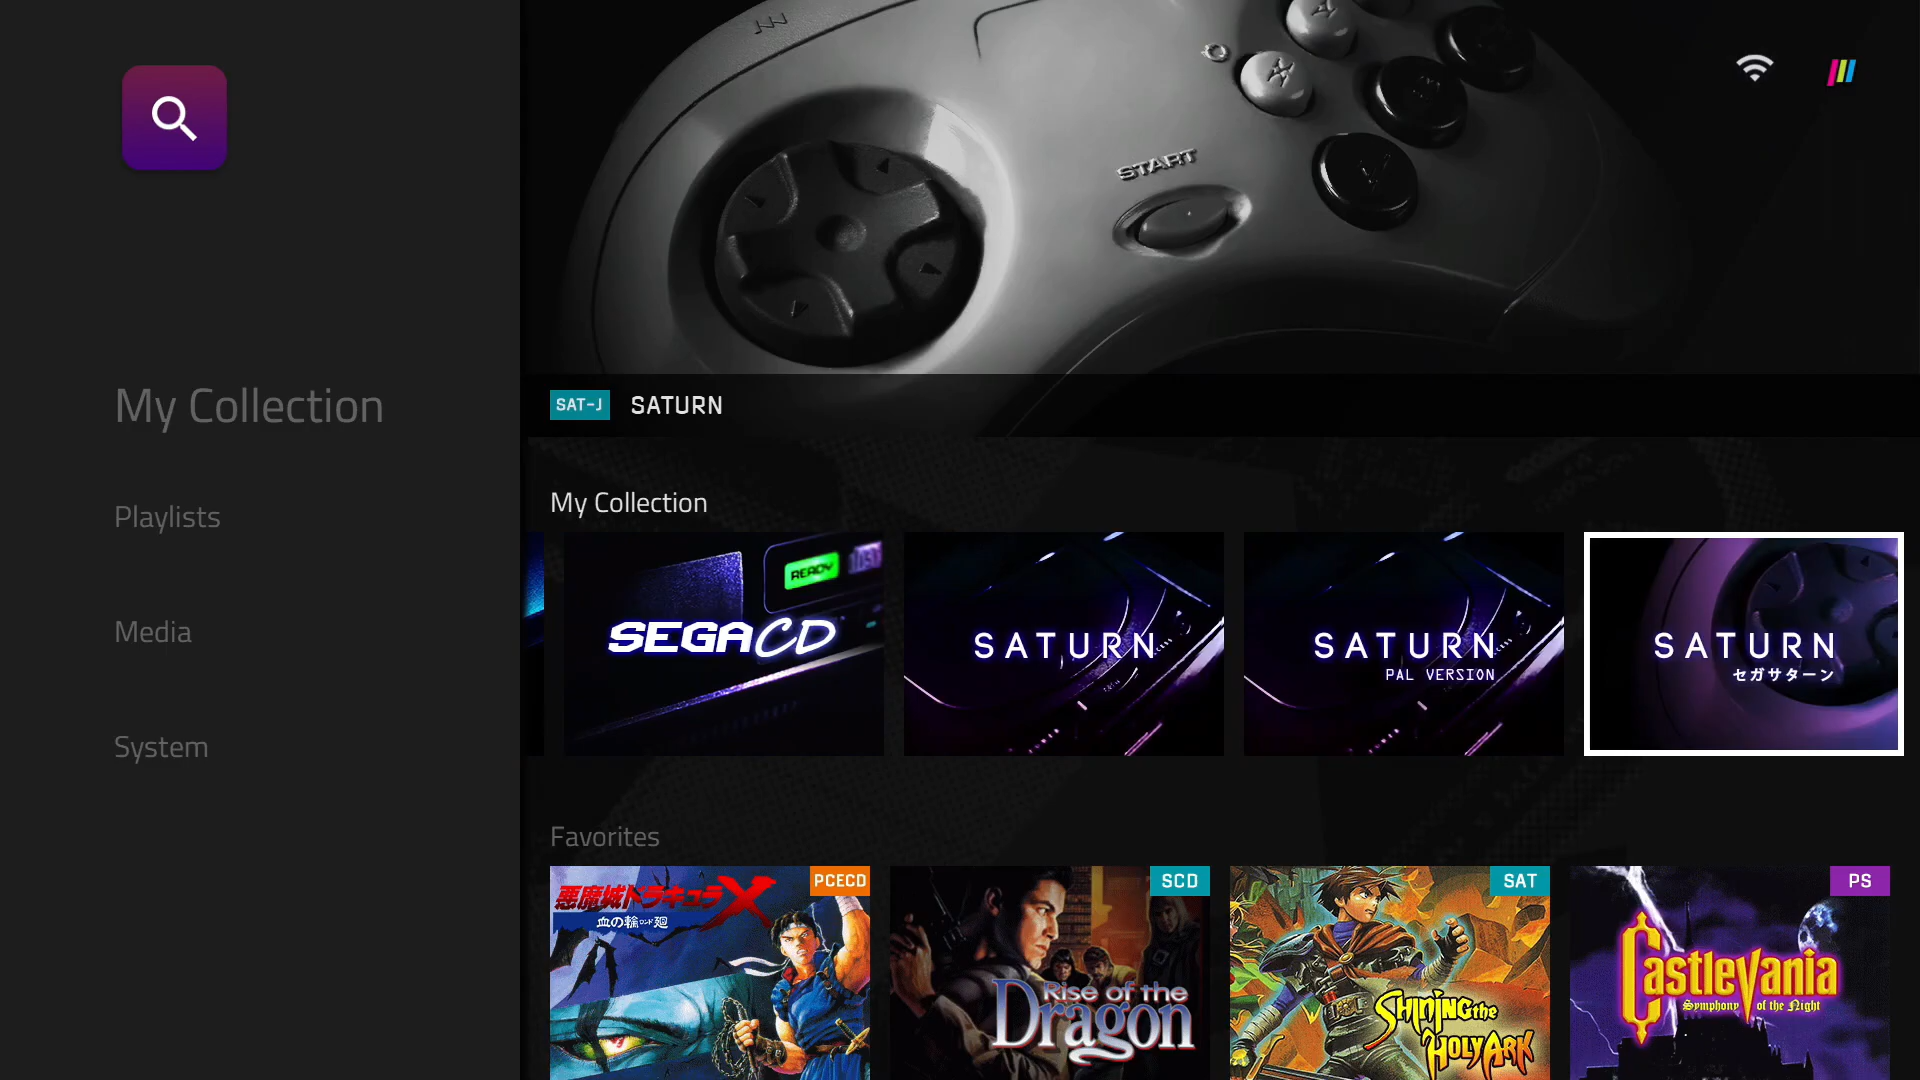 START
SAT-J SATURN
My Collection
Playlists
Media
System
My Collection
READY
SEGA CD
SATURN
SATURN
PAL VERSION
SATURN
セガサターン
Favorites
PCECD
悪魔城ドラキュラX
血の輪廻
SCD
Rise of the
Dragon
SAT
SHINING the
HOLY ARK
PS
Castlevania
Symphony of the Night